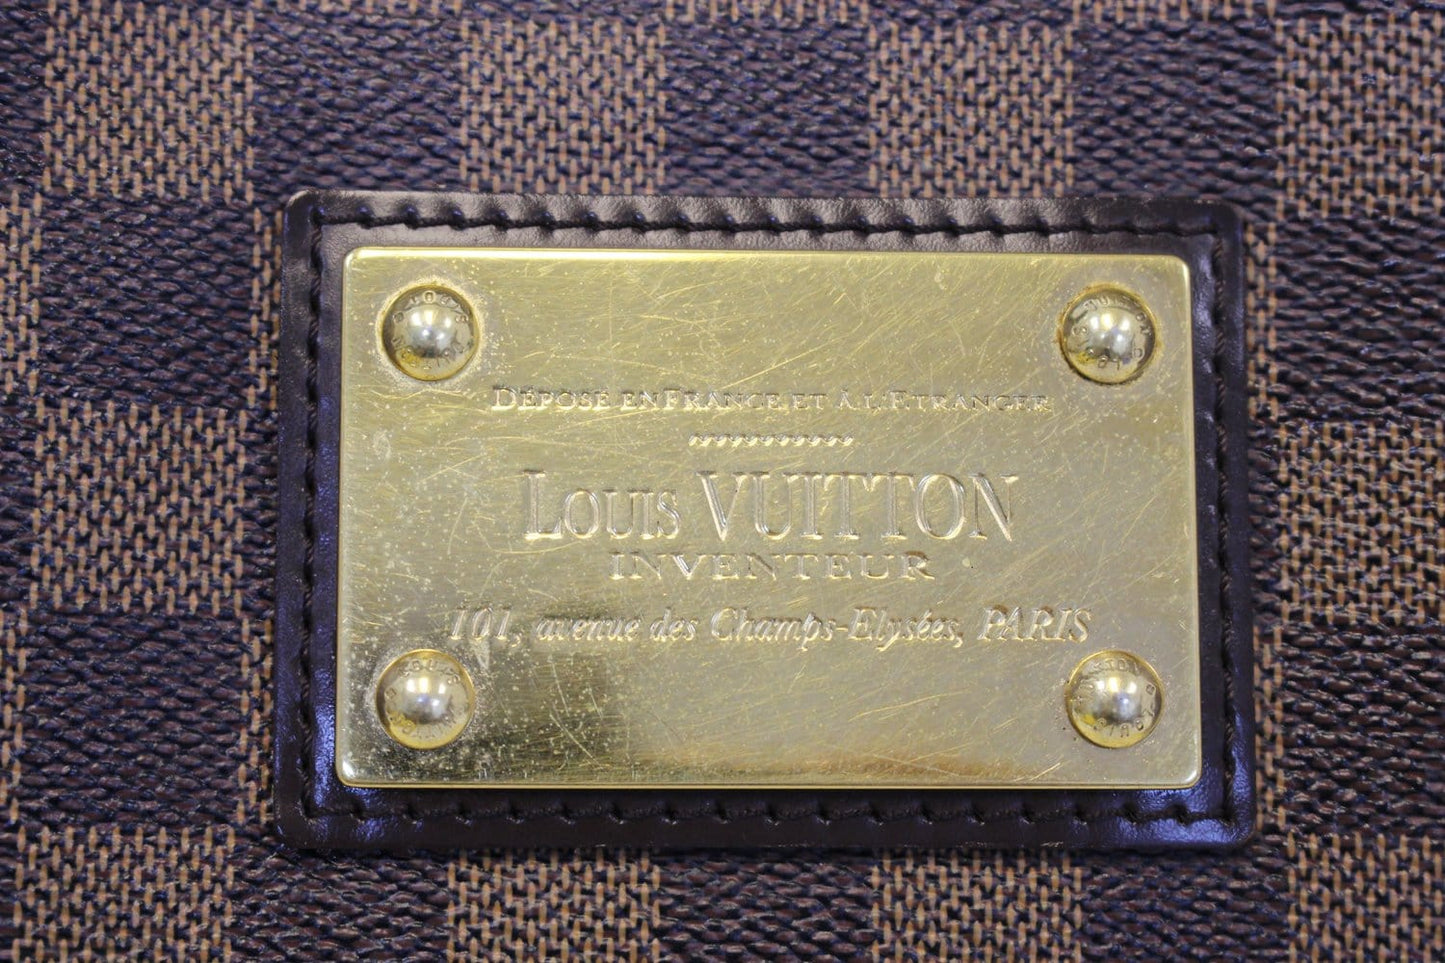 DÉPOSÉ EN FRANCE ET À L'ETRANGER
LOUIS VUITTON
INVENTEUR
101, avenue des Champs-Elysées, PARIS